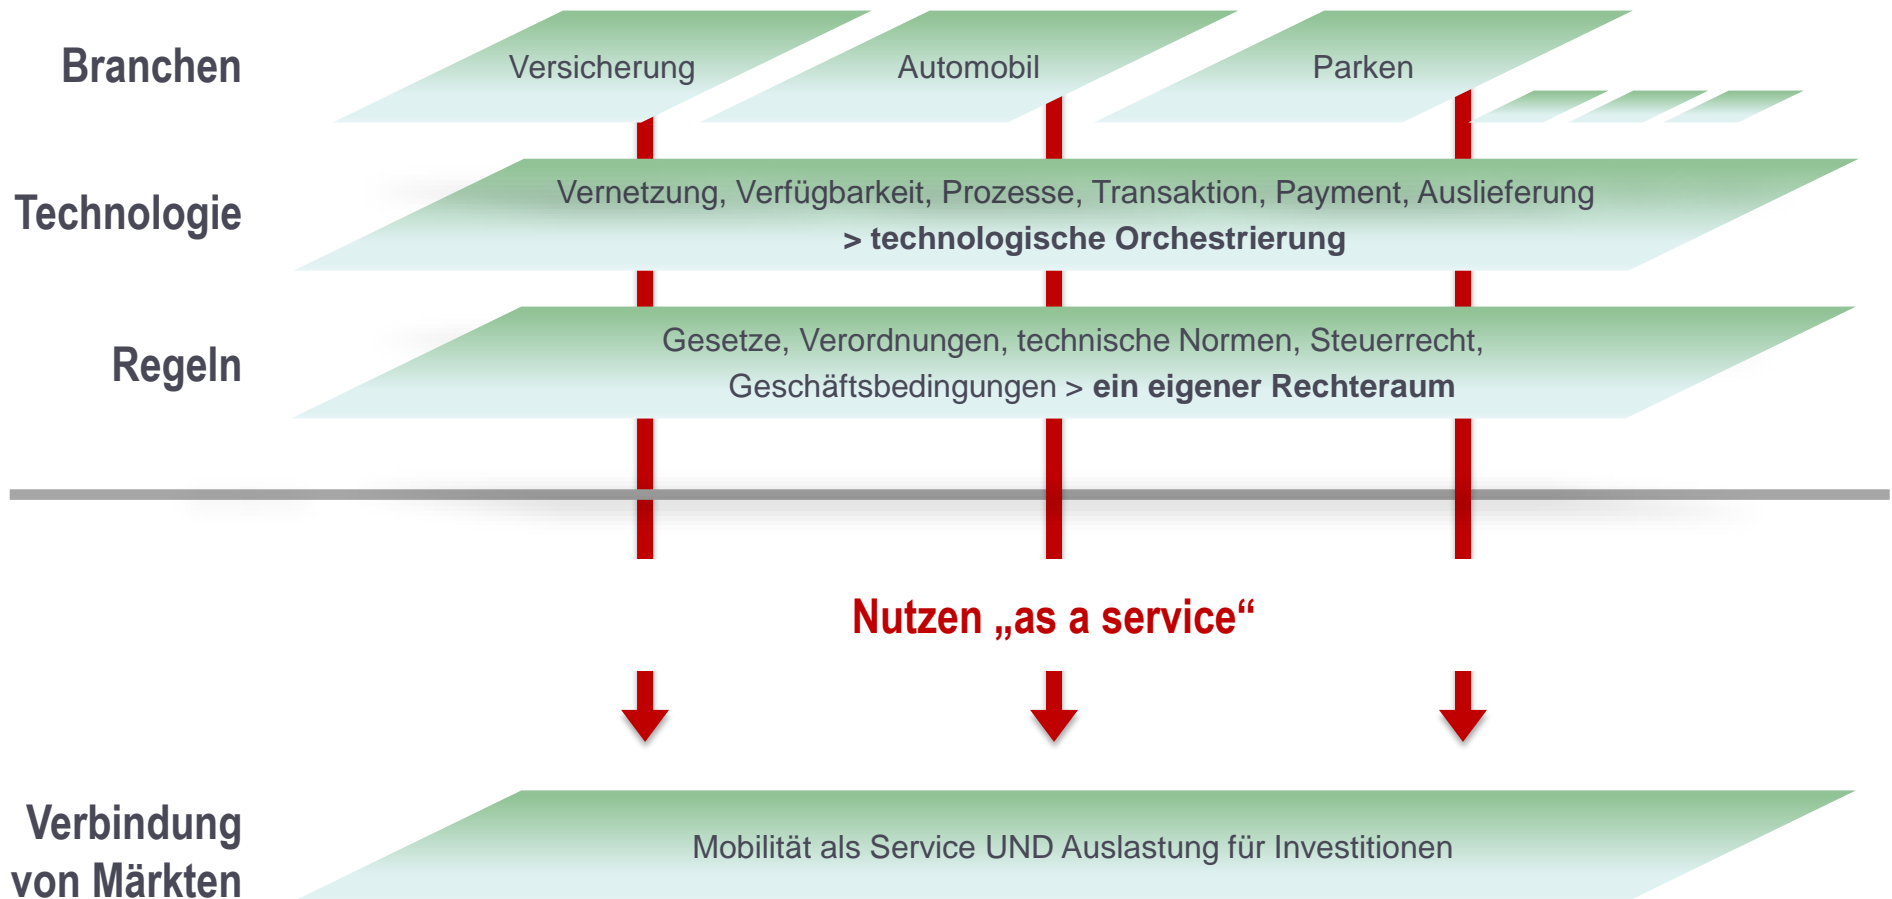 Branchen
Versicherung
Automobil
Parken
Technologie
Vernetzung, Verfügbarkeit, Prozesse, Transaktion, Payment, Auslieferung
> technologische Orchestrierung
Regeln
Gesetze, Verordnungen, technische Normen, Steuerrecht,
Geschäftsbedingungen > ein eigener Rechteraum
Nutzen „as a service“
Verbindung
von Märkten
Mobilität als Service UND Auslastung für Investitionen